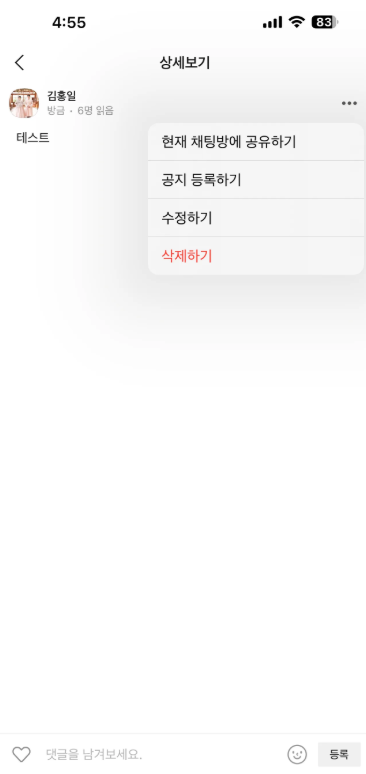 4:55
83
상세보기
김홍일
방금 · 6명 읽음
테스트
현재 채팅방에 공유하기
공지 등록하기
수정하기
삭제하기
댓글을 남겨보세요.
등록